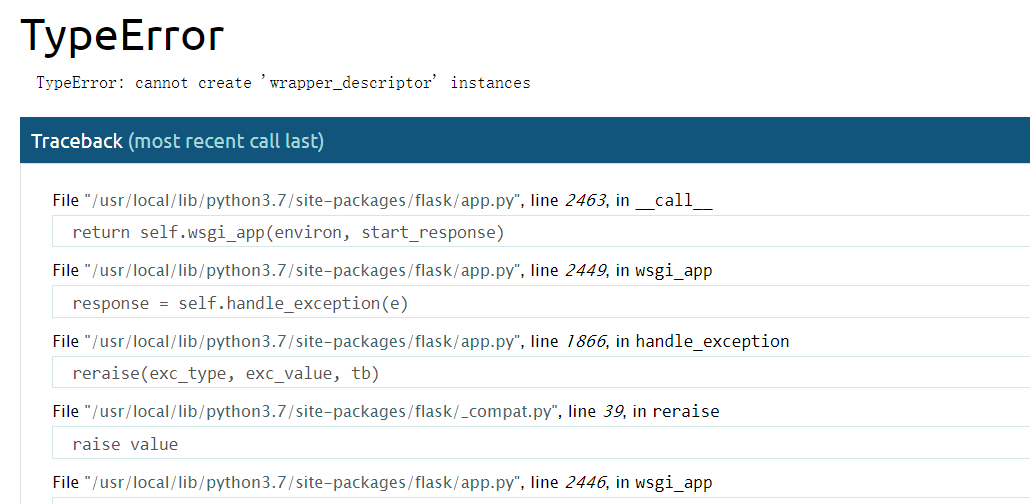 TypeError
TypeError: cannot create 'wrapper_descriptor' instances
Traceback (most recent call last)
File "/usr/local/lib/python3.7/site-packages/flask/app.py", line 2463, in __call__
return self.wsgi_app(environ, start_response)
File "/usr/local/lib/python3.7/site-packages/flask/app.py", line 2449, in wsgi_app
response = self.handle_exception(e)
File "/usr/local/lib/python3.7/site-packages/flask/app.py", line 1866, in handle_exception
reraise(exc_type, exc_value, tb)
File "/usr/local/lib/python3.7/site-packages/flask/_compat.py", line 39, in reraise
raise value
File "/usr/local/lib/python3.7/site-packages/flask/app.py", line 2446, in wsgi_app